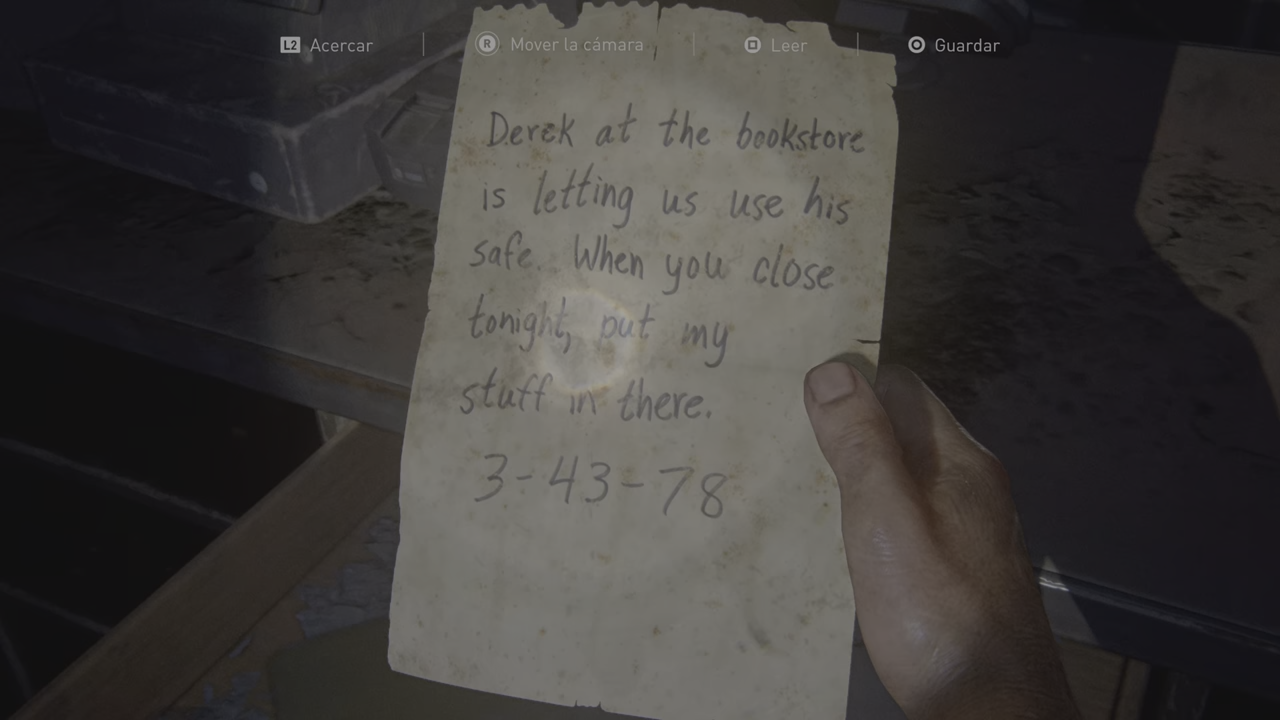 L2 Acercar R Mover la cámara Leer Guardar
Derek at the bookstore
is letting us use his
safe. When you close
tonight, put my
stuff in there.
3-43-78